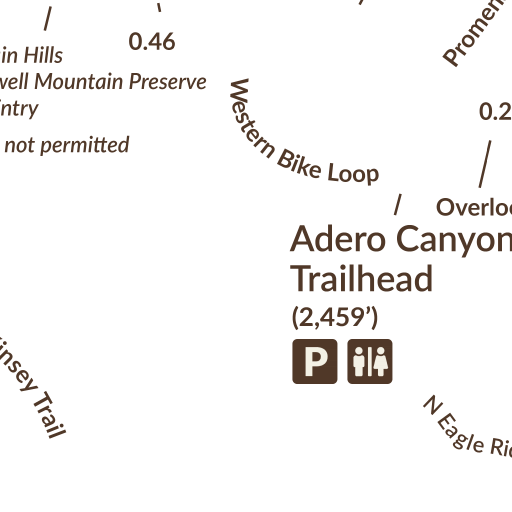 0.46
in Hills
well Mountain Preserve
ntry
not permitted
Western Bike Loop
Promen
0.2
Overloo
Adero Canyon
Trailhead
(2,459’)
P
insey Trail
N Eagle Rid